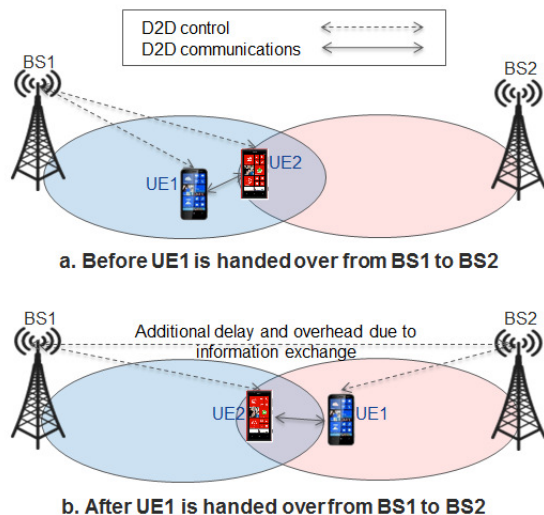 D2D control
D2D communications
BS1
BS2
UE2
UE1
a. Before UE1 is handed over from BS1 to BS2
BS1
BS2
Additional delay and overhead due to
information exchange
UE2
UE1
b. After UE1 is handed over from BS1 to BS2